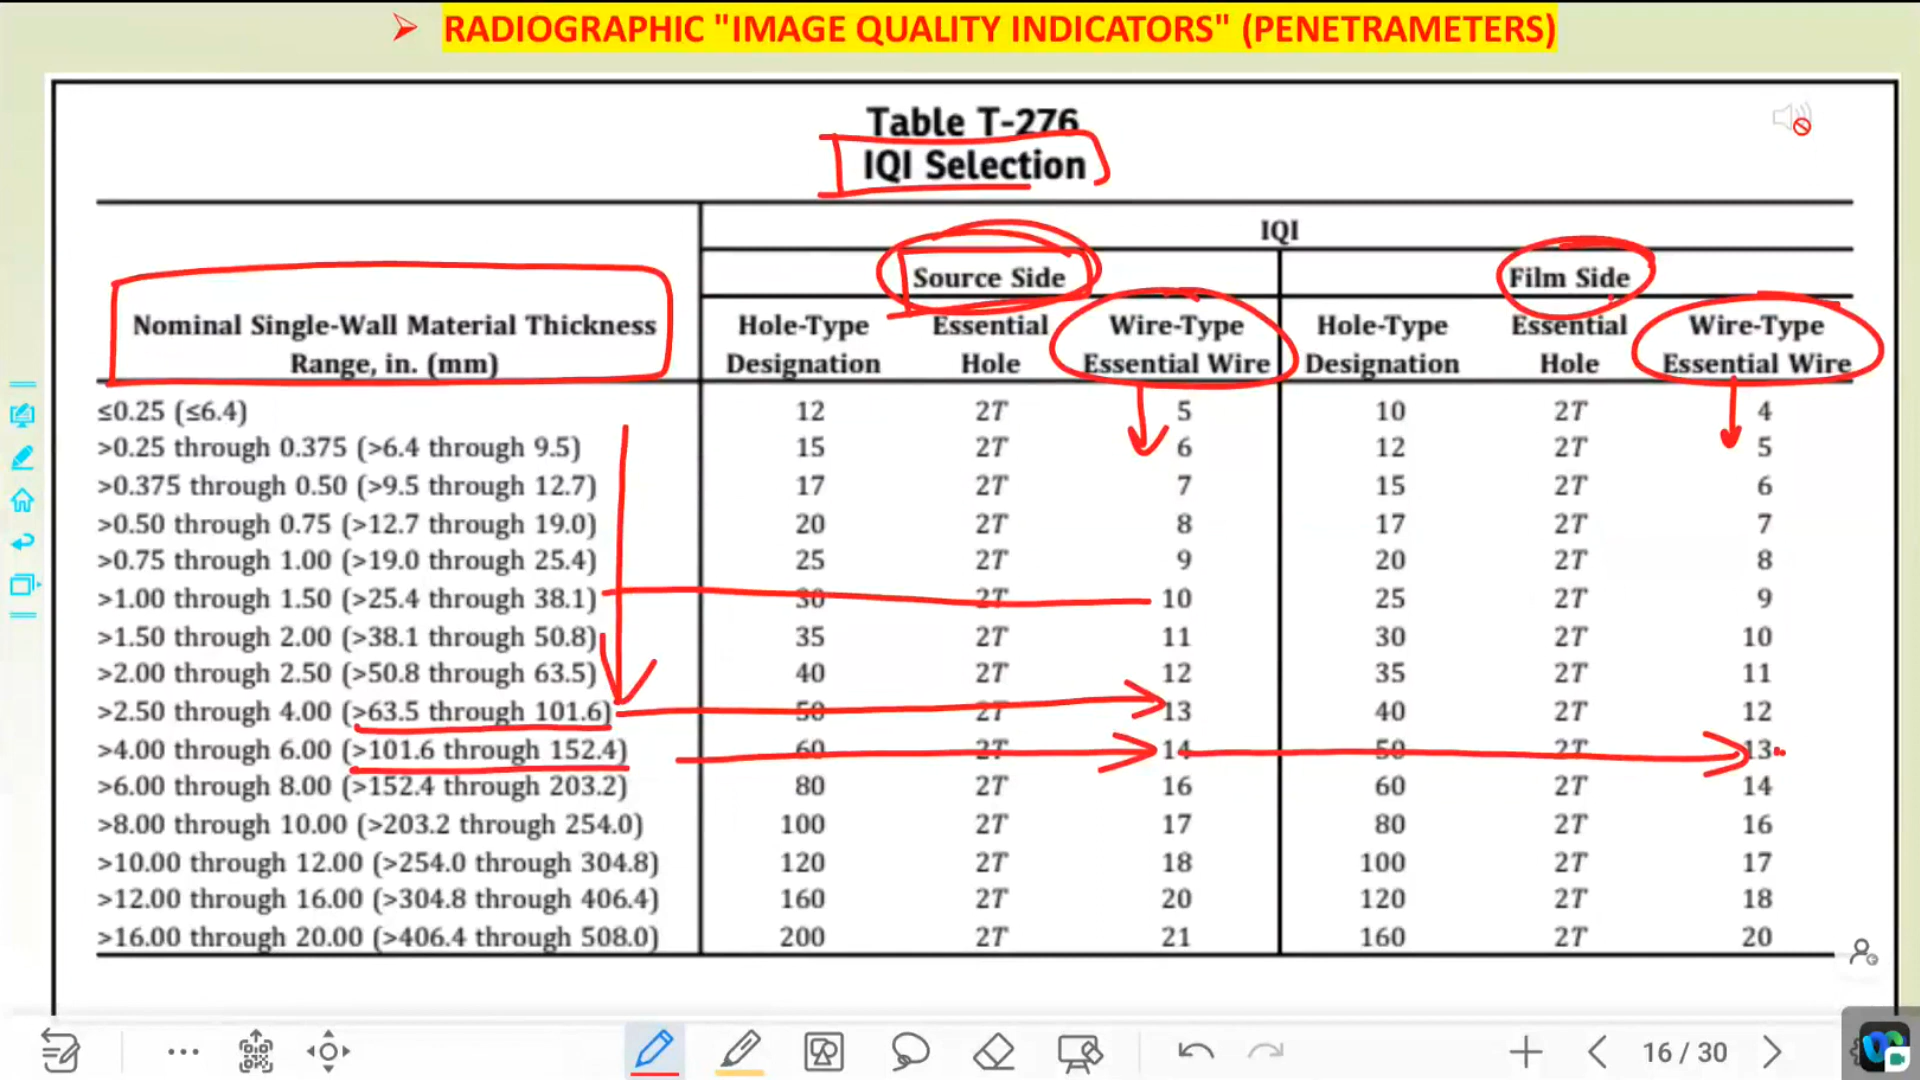 ➢ RADIOGRAPHIC "IMAGE QUALITY INDICATORS" (PENETRAMETERS)
Table T-276
IQI Selection
IQI
Source Side Film Side
Nominal Single-Wall Material Thickness Range, in. (mm) Hole-Type Designation Essential Hole Wire-Type Essential Wire Hole-Type Designation Essential Hole Wire-Type Essential Wire
≤0.25 (≤6.4) 12 2T 5 10 2T 4
>0.25 through 0.375 (>6.4 through 9.5) 15 2T 6 12 2T 5
>0.375 through 0.50 (>9.5 through 12.7) 17 2T 7 15 2T 6
>0.50 through 0.75 (>12.7 through 19.0) 20 2T 8 17 2T 7
>0.75 through 1.00 (>19.0 through 25.4) 25 2T 9 20 2T 8
>1.00 through 1.50 (>25.4 through 38.1) 30 2T 10 25 2T 9
>1.50 through 2.00 (>38.1 through 50.8) 35 2T 11 30 2T 10
>2.00 through 2.50 (>50.8 through 63.5) 40 2T 12 35 2T 11
>2.50 through 4.00 (>63.5 through 101.6) 50 2T 13 40 2T 12
>4.00 through 6.00 (>101.6 through 152.4) 60 2T 14 50 2T 13
>6.00 through 8.00 (>152.4 through 203.2) 80 2T 16 60 2T 14
>8.00 through 10.00 (>203.2 through 254.0) 100 2T 17 80 2T 16
>10.00 through 12.00 (>254.0 through 304.8) 120 2T 18 100 2T 17
>12.00 through 16.00 (>304.8 through 406.4) 160 2T 20 120 2T 18
>16.00 through 20.00 (>406.4 through 508.0) 200 2T 21 160 2T 20
16 / 30